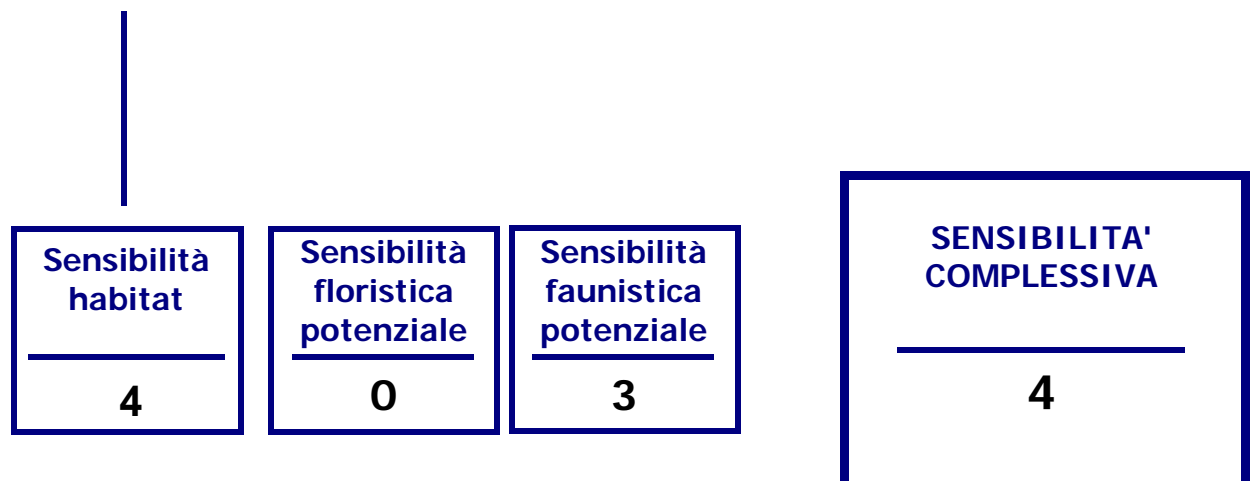 Sensibilità
habitat
4
Sensibilità
floristica
potenziale
0
Sensibilità
faunistica
potenziale
3
SENSIBILITA'
COMPLESSIVA
4